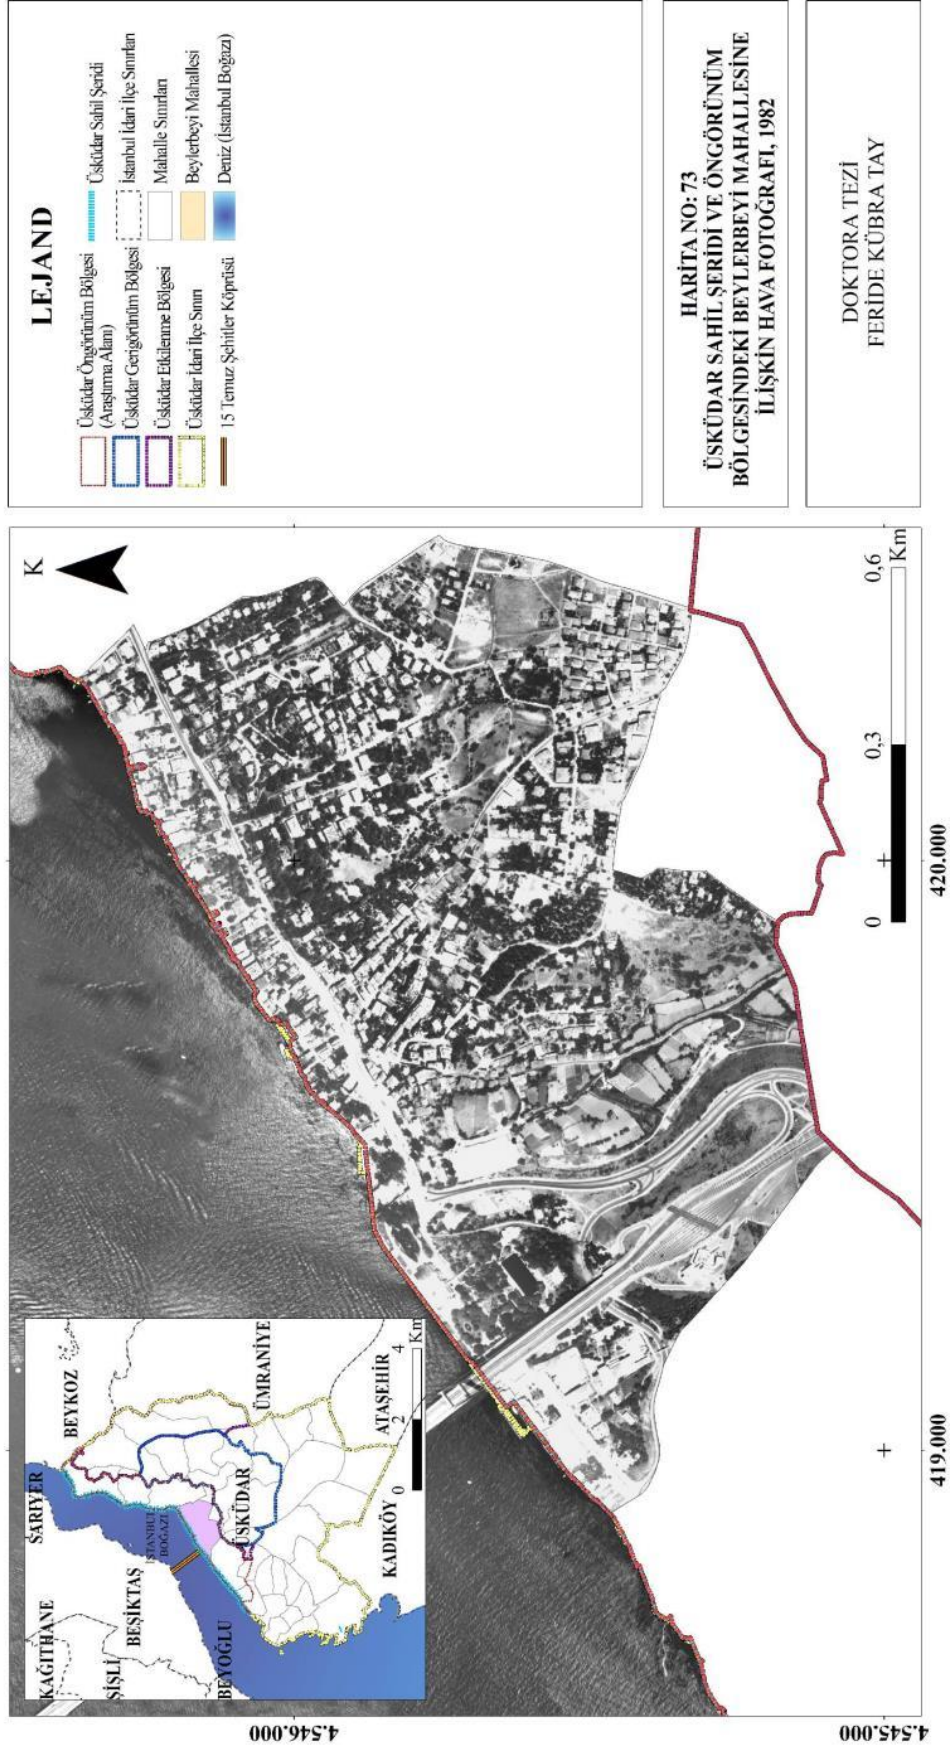 LEJAND
Üsküdar Öngörünüm Bölgesi
(Araştırma Alanı)
Üsküdar Gerigörünüm Bölgesi
Üsküdar Etkilenme Bölgesi
Üsküdar İdari İlçe Sınırı
15 Temuz Şehitler Köprüsü
Üsküdar Sahil Şeridi
İstanbul İdari İlçe Sınırları
Mahalle Sınırları
Beylerbeyi Mahallesi
Deniz (İstanbul Boğazı)
HARİTA NO: 73
ÜSKÜDAR SAHİL ŞERİDİ VE ÖNGÖRÜNÜM
BÖLGESİNDEKİ BEYLERBEYİ MAHALLESİNE
İLİŞKİN HAVA FOTOĞRAFI, 1982
DOKTORA TEZİ
FERİDE KÜBRA TAY
K
KAĞITHANE
SARIYER
BEYKOZ
ŞİŞLİ
BEŞİKTAŞ
İSTANBUL
BOĞAZI
ÜMRANİYE
BEYOĞLU
ÜSKÜDAR
KADIKÖY
ATAŞEHİR
0 2 4
Km
0 0,3 0,6
Km
4.546.000
4.545.000
419.000
420.000